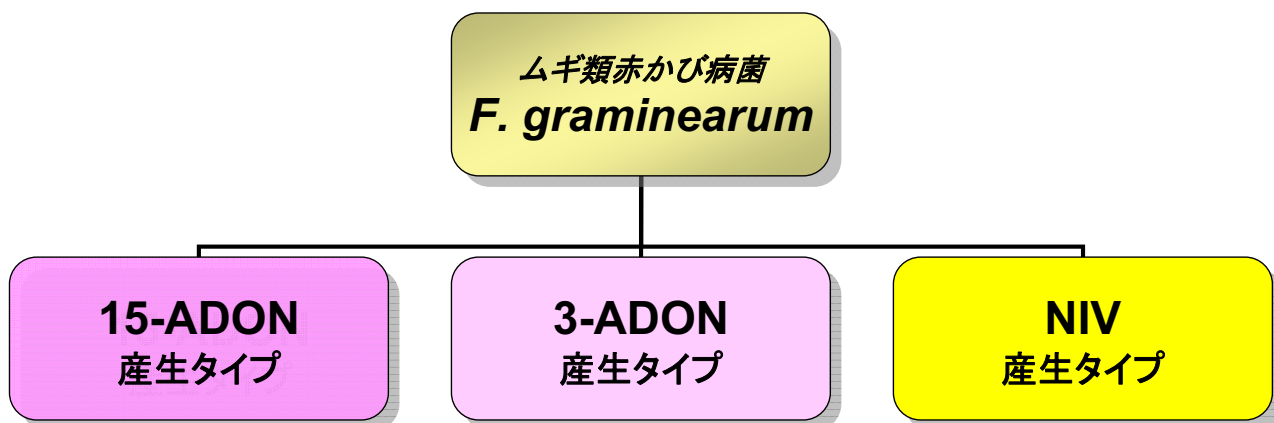 ムギ類赤かび病菌
F. graminearum
15-ADON
産生タイプ
3-ADON
産生タイプ
NIV
産生タイプ